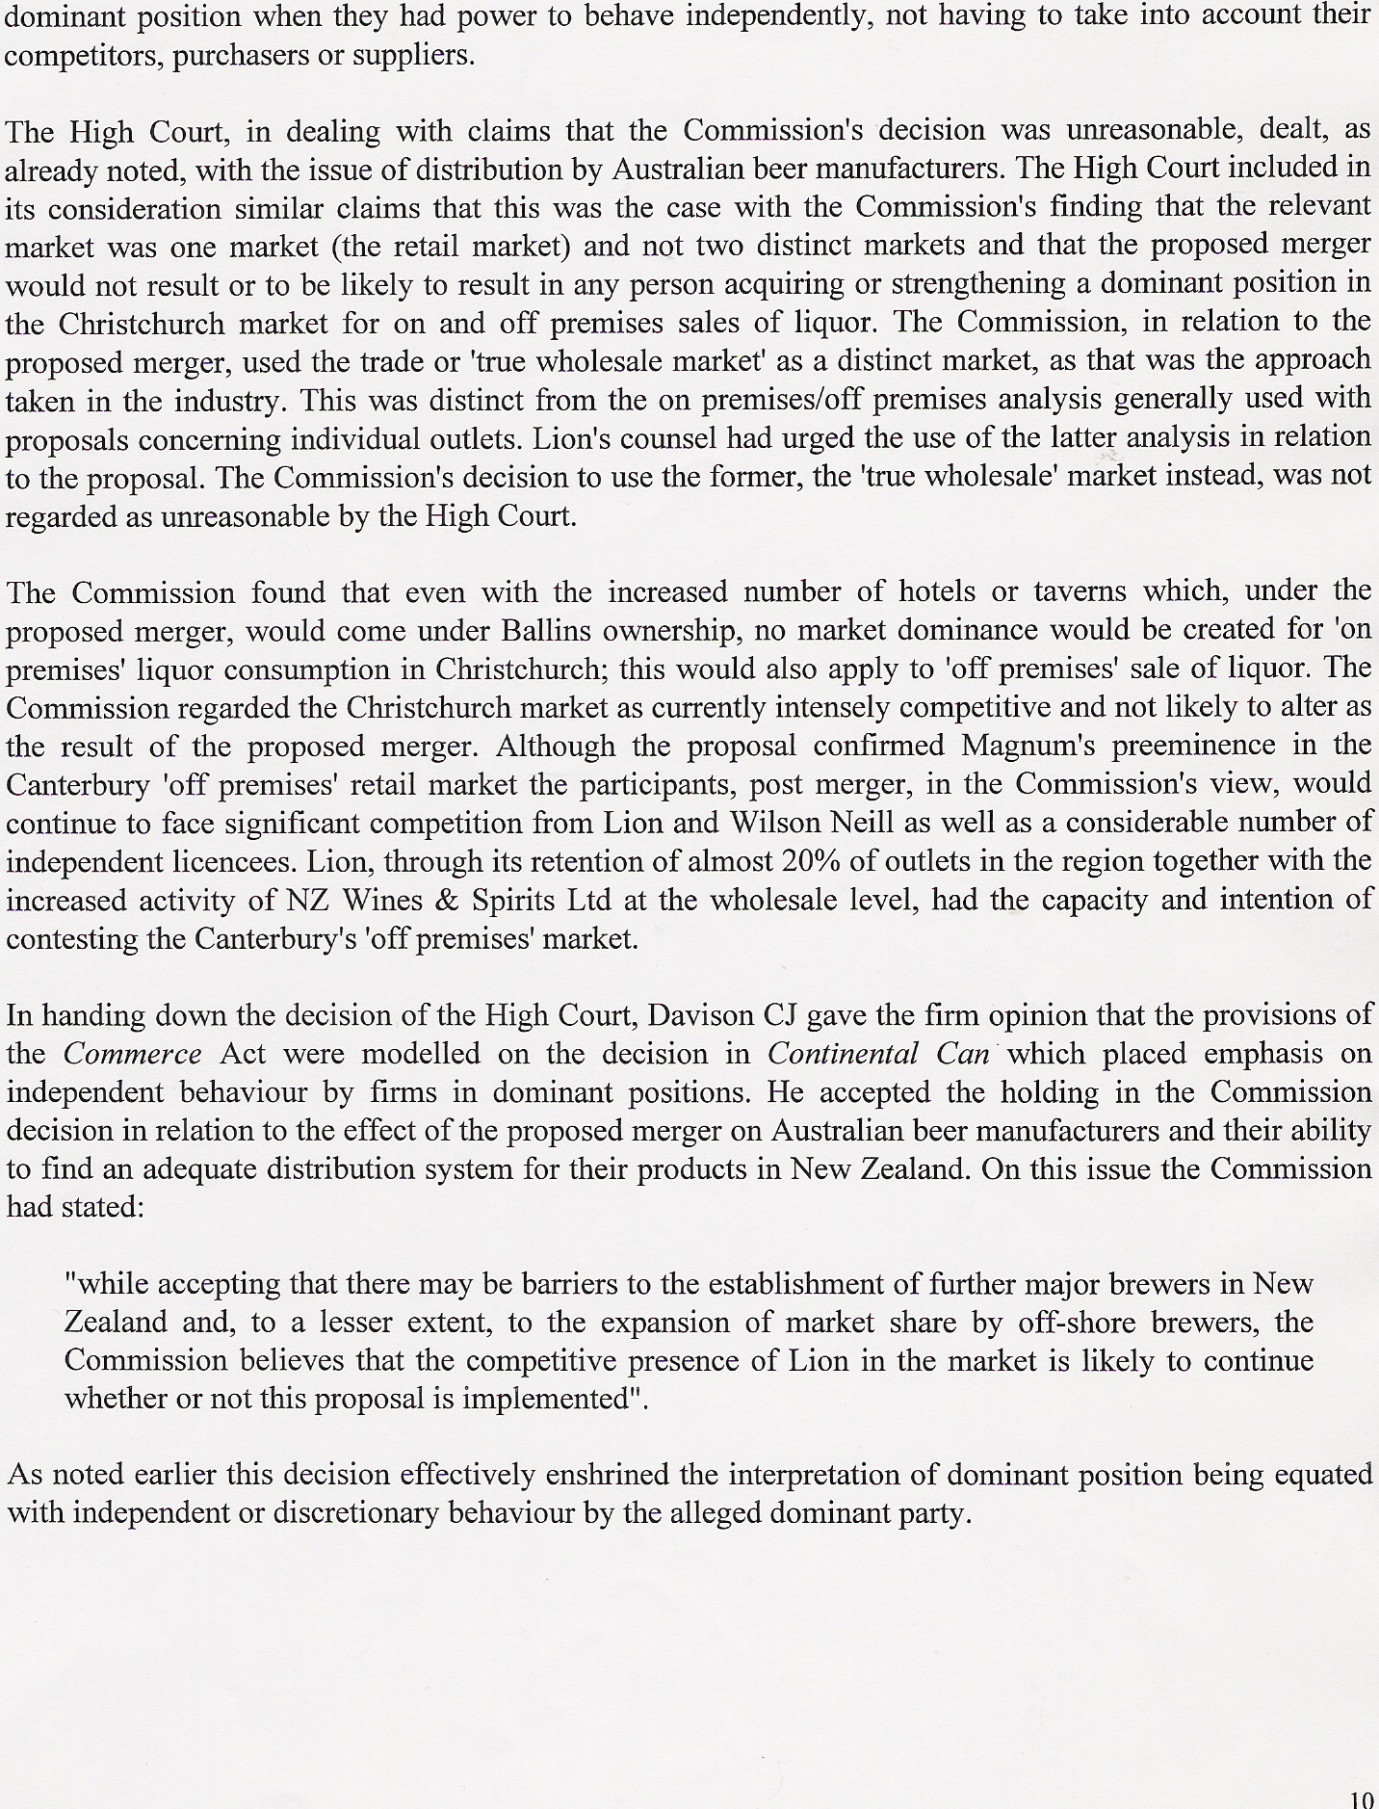 dominant position when they had power to behave independently, not having to take into account their
competitors, purchasers or suppliers.
The High Court, in dealing with claims that the Commission's decision was unreasonable, dealt, as
already noted, with the issue of distribution by Australian beer manufacturers. The High Court included in
its consideration similar claims that this was the case with the Commission's finding that the relevant
market was one market (the retail market) and not two distinct markets and that the proposed merger
would not result or to be likely to result in any person acquiring or strengthening a dominant position in
the Christchurch market for on and off premises sales of liquor. The Commission, in relation to the
proposed merger, used the trade or 'true wholesale market' as a distinct market, as that was the approach
taken in the industry. This was distinct from the on premises/off premises analysis generally used with
proposals concerning individual outlets. Lion's counsel had urged the use of the latter analysis in relation
to the proposal. The Commission's decision to use the former, the 'true wholesale' market instead, was not
regarded as unreasonable by the High Court.
The Commission found that even with the increased number of hotels or taverns which, under the
proposed merger, would come under Ballins ownership, no market dominance would be created for 'on
premises' liquor consumption in Christchurch; this would also apply to 'off premises' sale of liquor. The
Commission regarded the Christchurch market as currently intensely competitive and not likely to alter as
the result of the proposed merger. Although the proposal confirmed Magnum's preeminence in the
Canterbury 'off premises' retail market the participants, post merger, in the Commission's view, would
continue to face significant competition from Lion and Wilson Neill as well as a considerable number of
independent licencees. Lion, through its retention of almost 20% of outlets in the region together with the
increased activity of NZ Wines & Spirits Ltd at the wholesale level, had the capacity and intention of
contesting the Canterbury's 'off premises' market.
In handing down the decision of the High Court, Davison CJ gave the firm opinion that the provisions of
the Commerce Act were modelled on the decision in Continental Can which placed emphasis on
independent behaviour by firms in dominant positions. He accepted the holding in the Commission
decision in relation to the effect of the proposed merger on Australian beer manufacturers and their ability
to find an adequate distribution system for their products in New Zealand. On this issue the Commission
had stated:
"while accepting that there may be barriers to the establishment of further major brewers in New
Zealand and, to a lesser extent, to the expansion of market share by off-shore brewers, the
Commission believes that the competitive presence of Lion in the market is likely to continue
whether or not this proposal is implemented".
As noted earlier this decision effectively enshrined the interpretation of dominant position being equated
with independent or discretionary behaviour by the alleged dominant party.
10